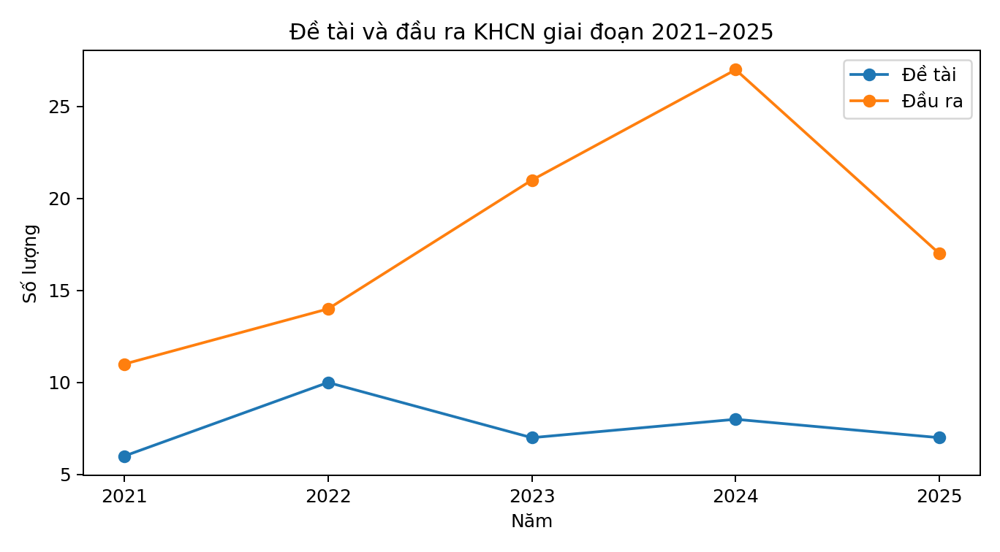 Đề tài và đầu ra KHCN giai đoạn 2021–2025
Đề tài
Đầu ra
Số lượng
25
20
15
10
5
2021 2022 2023 2024 2025
Năm